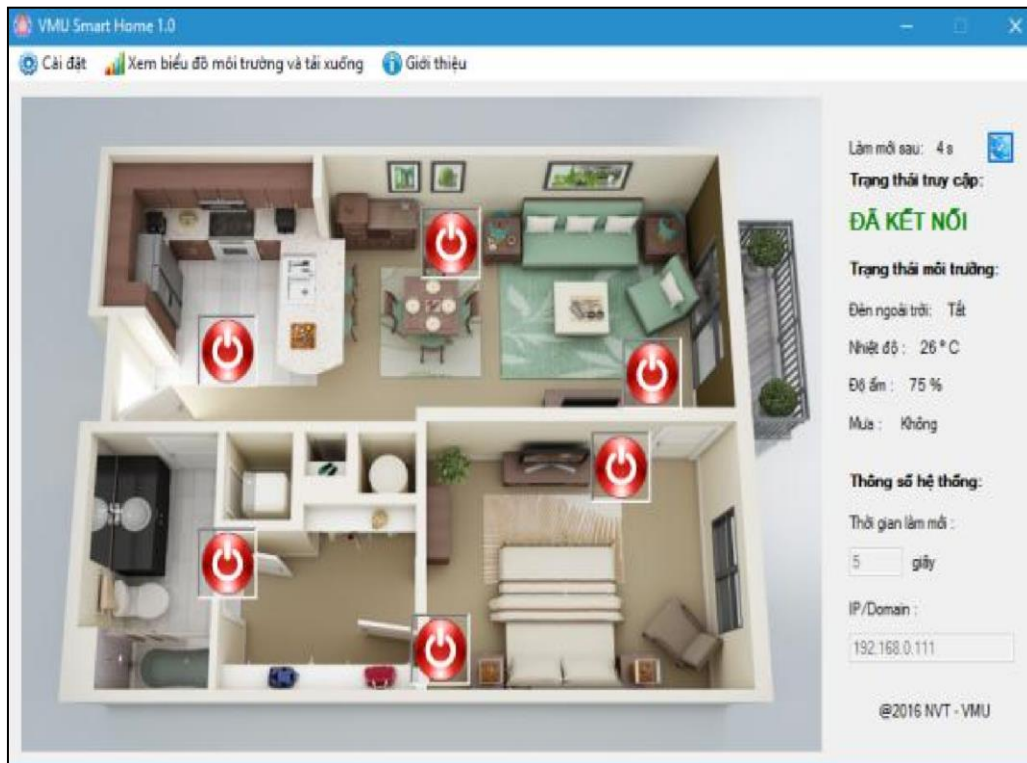 VMU Smart Home 1.0
Cài đặt Xem biểu đồ môi trường và tải xuống Giới thiệu
Làm mới sau: 4 s
Trạng thái truy cập:
ĐÃ KẾT NỐI
Trạng thái môi trường:
Đèn ngoài trời: Tắt
Nhiệt độ : 26 ° C
Độ ẩm : 75 %
Mưa : Không
Thông số hệ thống:
Thời gian làm mới :
5 giây
IP/Domain :
192.168.0.111
@2016 NVT - VMU